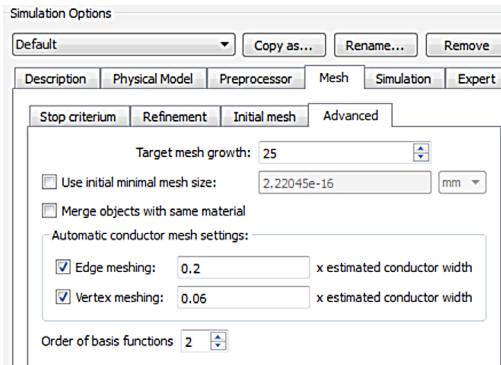 Simulation Options
Default Copy as... Rename... Remove
Description Physical Model Preprocessor Mesh Simulation Expert
Stop criterium Refinement Initial mesh Advanced
Target mesh growth: 25
Use initial minimal mesh size: 2.22045e-16 mm
Merge objects with same material
Automatic conductor mesh settings:
Edge meshing: 0.2 x estimated conductor width
Vertex meshing: 0.06 x estimated conductor width
Order of basis functions 2